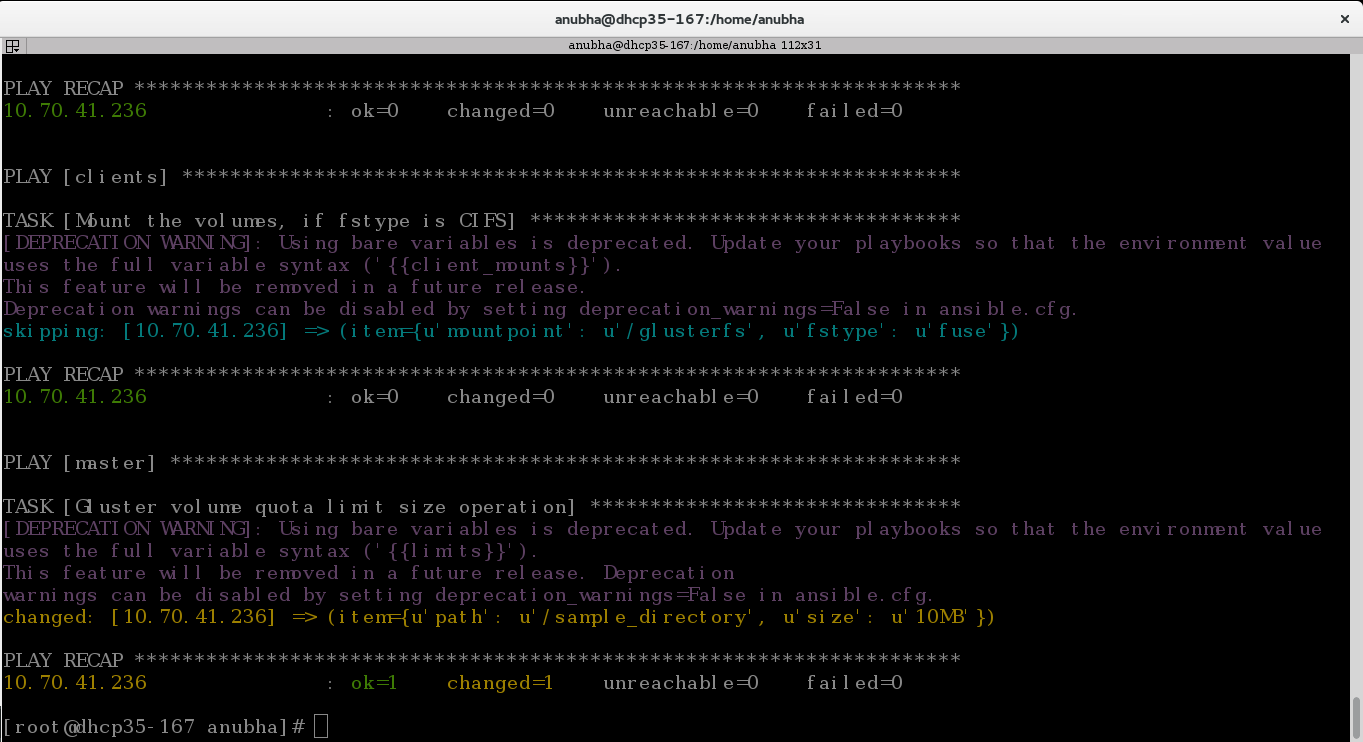 anubha@dhcp35-167:/home/anubha ×
anubha@dhcp35-167:/home/anubha 112x31
PLAY RECAP *********************************************************************
10.70.41.236 : ok=0 changed=0 unreachable=0 failed=0
PLAY [clients] *****************************************************************
TASK [Mount the volumes, if fstype is CIFS] ************************************
[DEPRECATION WARNING]: Using bare variables is deprecated. Update your playbooks so that the environment value
uses the full variable syntax ('{{client_mounts}}').
This feature will be removed in a future release.
Deprecation warnings can be disabled by setting deprecation_warnings=False in ansible.cfg.
skipping: [10.70.41.236] => (item={u'mountpoint': u'/glusterfs', u'fstype': u'fuse'})
PLAY RECAP *********************************************************************
10.70.41.236 : ok=0 changed=0 unreachable=0 failed=0
PLAY [master] ******************************************************************
TASK [Gluster volume quota limit size operation] *******************************
[DEPRECATION WARNING]: Using bare variables is deprecated. Update your playbooks so that the environment value
uses the full variable syntax ('{{limits}}').
This feature will be removed in a future release. Deprecation
warnings can be disabled by setting deprecation_warnings=False in ansible.cfg.
changed: [10.70.41.236] => (item={u'path': u'/sample_directory', u'size': u'10MB'})
PLAY RECAP *********************************************************************
10.70.41.236 : ok=1 changed=1 unreachable=0 failed=0
[root@dhcp35-167 anubha]#